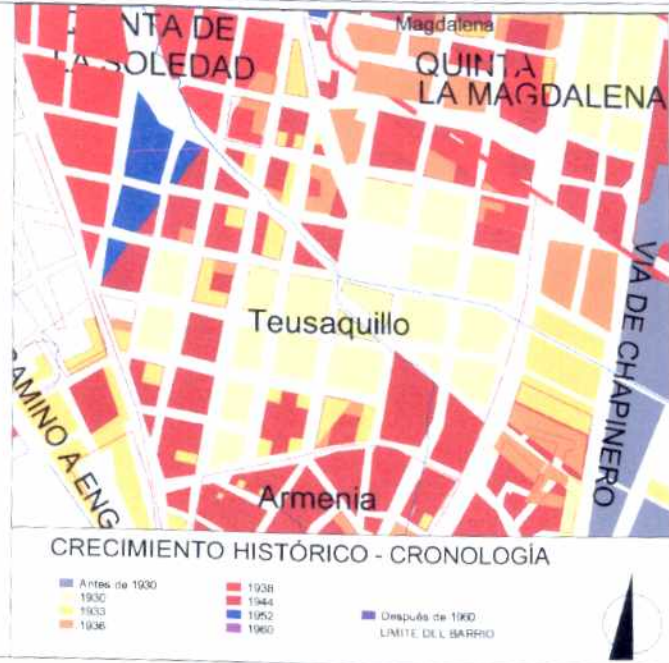 Magdalena
NTA DE
LA SOLEDAD
QUINTA
LA MAGDALENA
VIA DE CHAPINERO
Teusaquillo
CAMINO A ENG
Armenia
CRECIMIENTO HISTÓRICO - CRONOLOGÍA
Antes de 1930
1930
1933
1936
1938
1944
1952
1960
Después de 1960
LIMITE DEL BARRIO